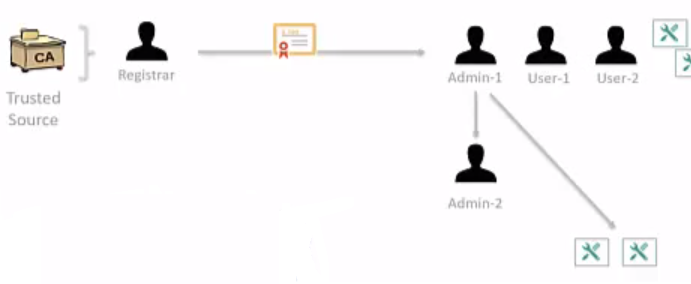 CA
Trusted
Source
Registrar
Admin-1
User-1
User-2
Admin-2